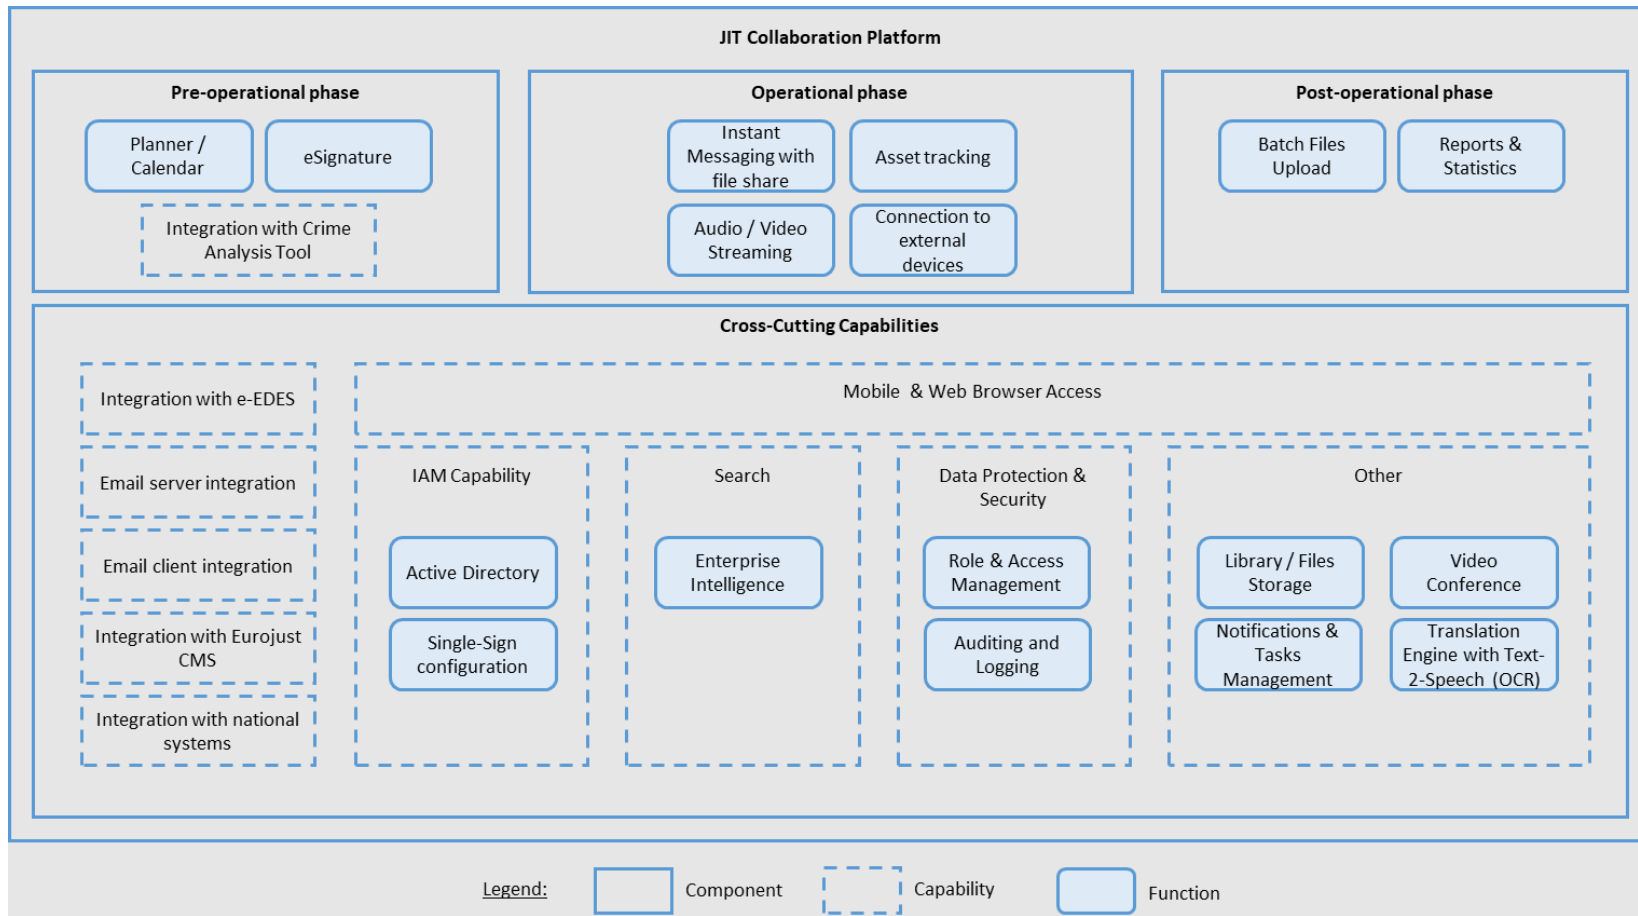 JIT Collaboration Platform
Pre-operational phase
Planner /
Calendar
eSignature
Integration with Crime
Analysis Tool
Operational phase
Instant
Messaging with
file share
Asset tracking
Audio / Video
Streaming
Connection to
external
devices
Post-operational phase
Batch Files
Upload
Reports &
Statistics
Cross-Cutting Capabilities
Integration with e-EDES
Email server integration
Email client integration
Integration with Eurojust
CMS
Integration with national
systems
Mobile & Web Browser Access
IAM Capability
Active Directory
Single-Sign
configuration
Search
Enterprise
Intelligence
Data Protection &
Security
Role & Access
Management
Auditing and
Logging
Other
Library / Files
Storage
Video
Conference
Notifications &
Tasks
Management
Translation
Engine with Text-
2-Speech (OCR)
Legend:
Component
Capability
Function